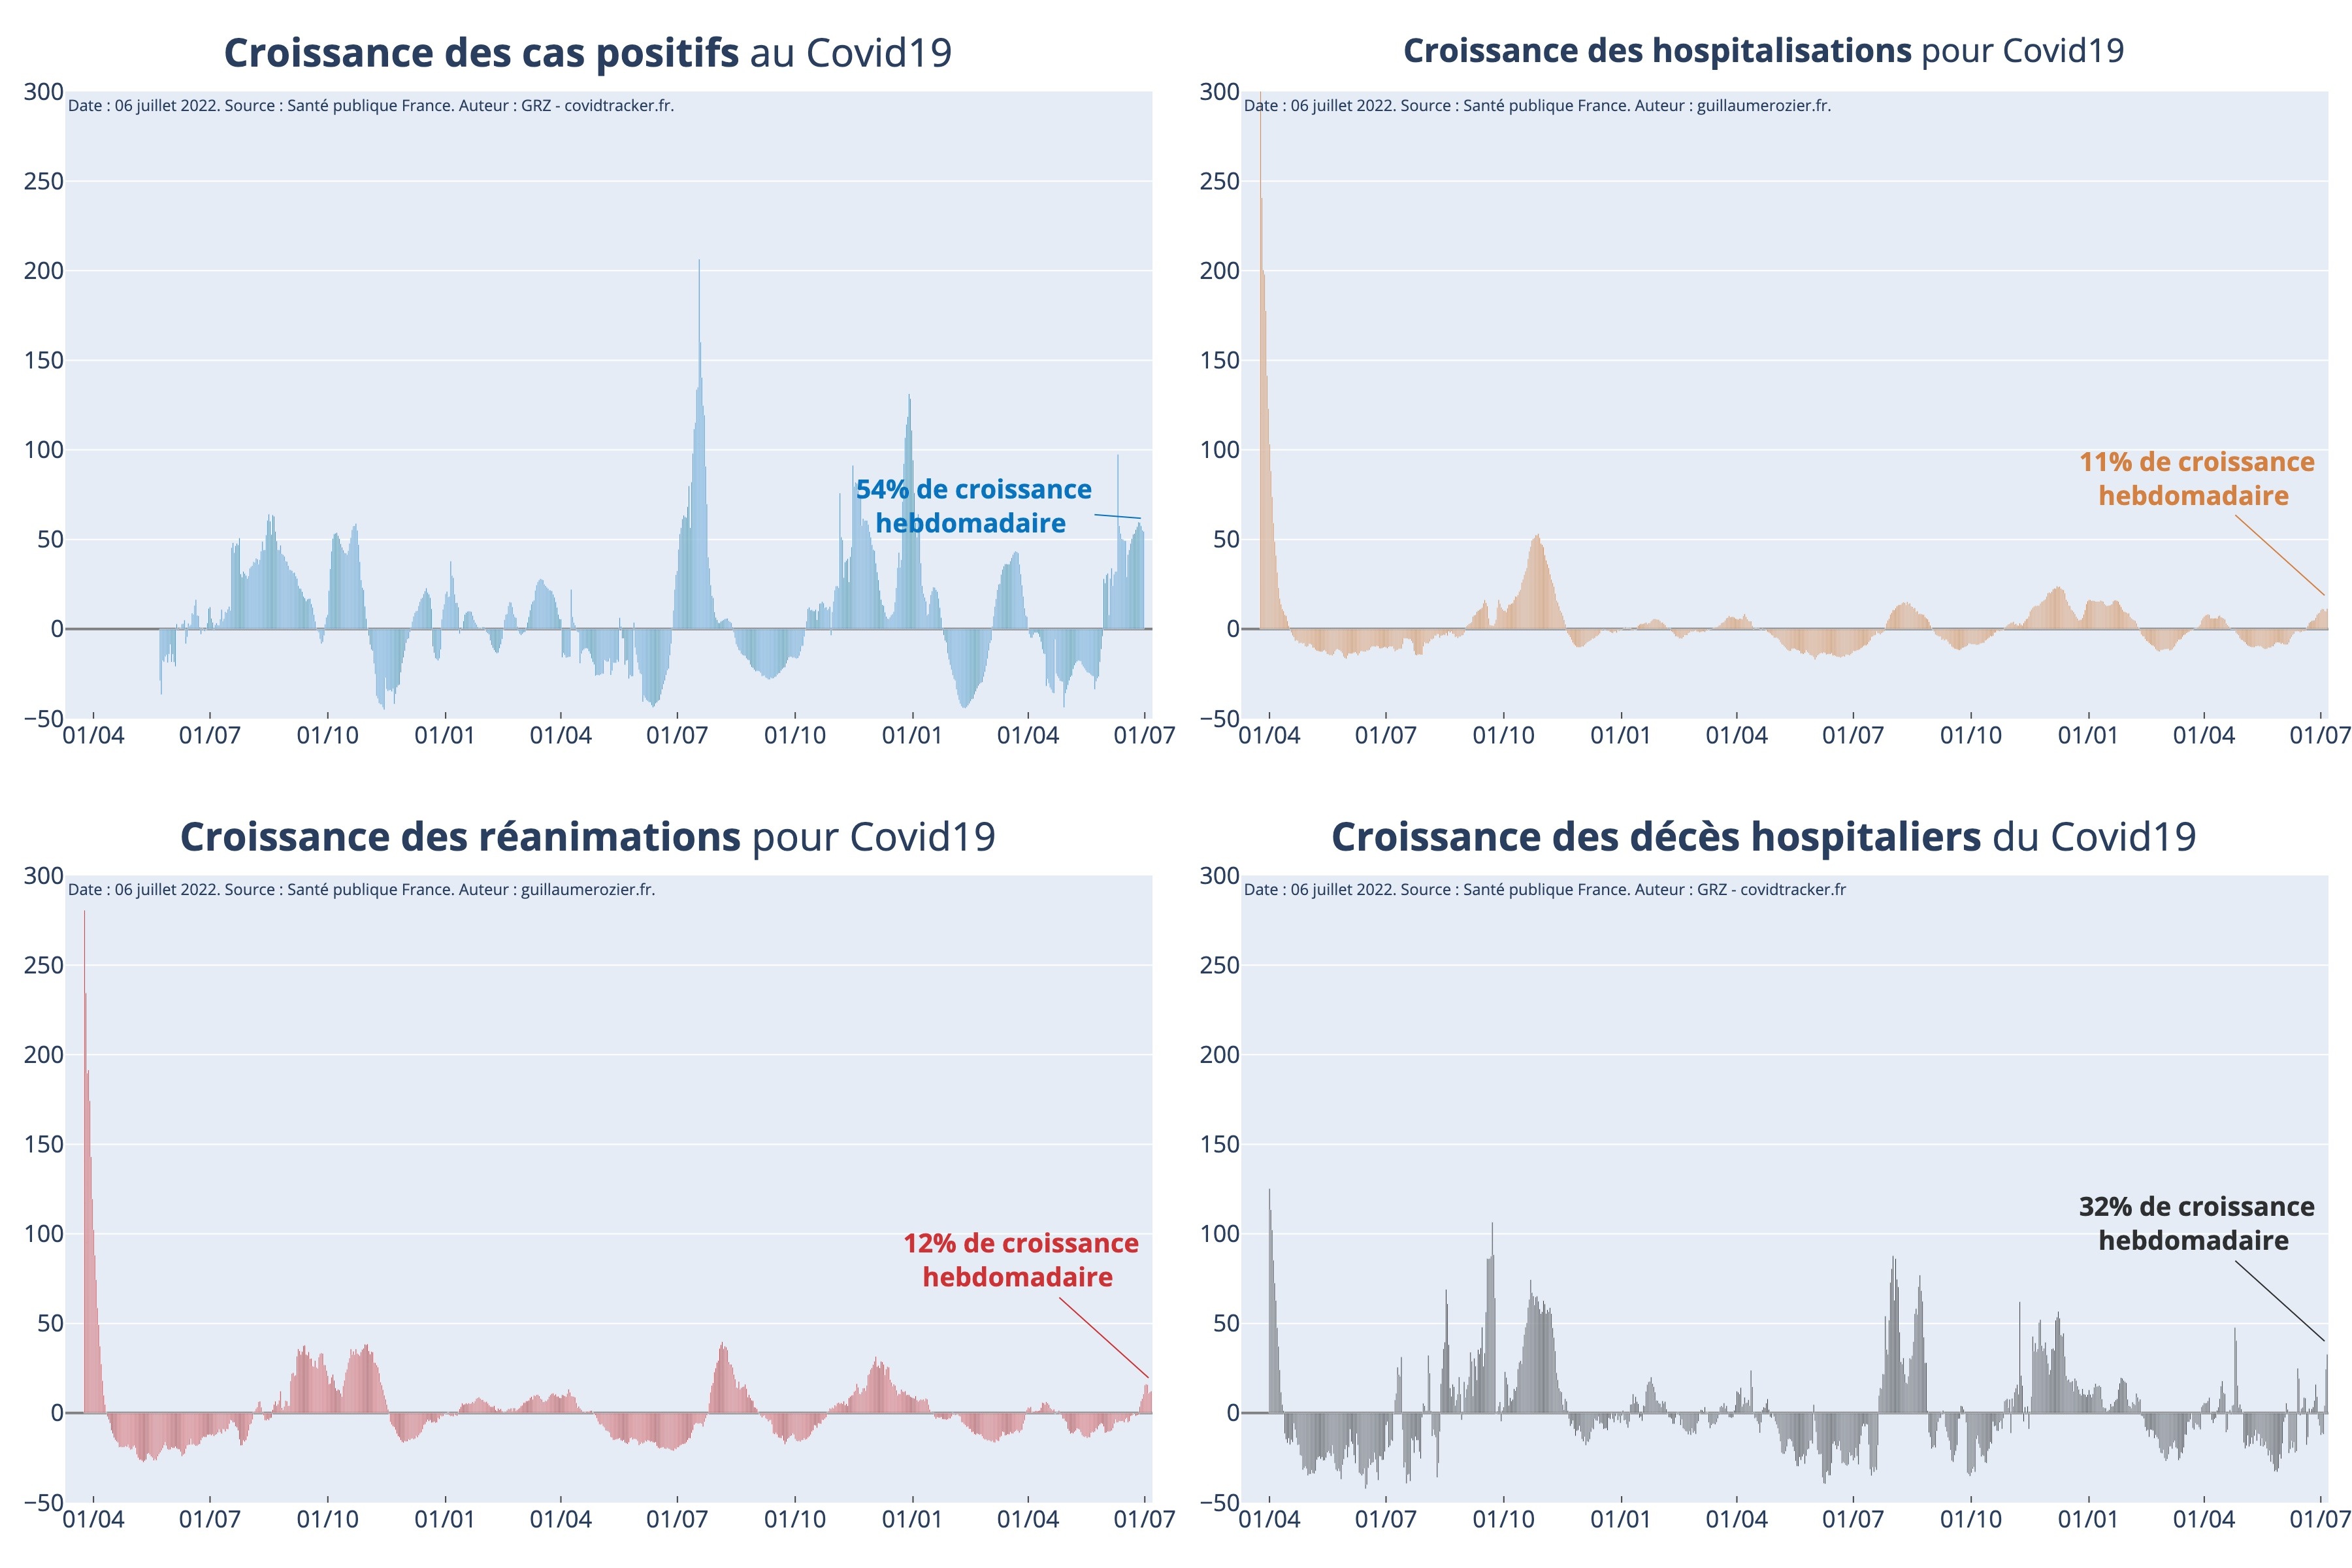 Croissance des cas positifs au Covid19
Date : 06 juillet 2022. Source : Santé publique France. Auteur : GRZ - covidtracker.fr.
300
250
200
150
100
50
0
−50
54% de croissance
hebdomadaire
01/04 01/07 01/10 01/01 01/04 01/07 01/10 01/01 01/04 01/07
Croissance des hospitalisations pour Covid19
Date : 06 juillet 2022. Source : Santé publique France. Auteur : guillaumerozier.fr.
300
250
200
150
100
50
0
−50
11% de croissance
hebdomadaire
01/04 01/07 01/10 01/01 01/04 01/07 01/10 01/01 01/04 01/07
Croissance des réanimations pour Covid19
Date : 06 juillet 2022. Source : Santé publique France. Auteur : guillaumerozier.fr.
300
250
200
150
100
50
0
−50
12% de croissance
hebdomadaire
01/04 01/07 01/10 01/01 01/04 01/07 01/10 01/01 01/04 01/07
Croissance des décès hospitaliers du Covid19
Date : 06 juillet 2022. Source : Santé publique France. Auteur : GRZ - covidtracker.fr
300
250
200
150
100
50
0
−50
32% de croissance
hebdomadaire
01/04 01/07 01/10 01/01 01/04 01/07 01/10 01/01 01/04 01/07